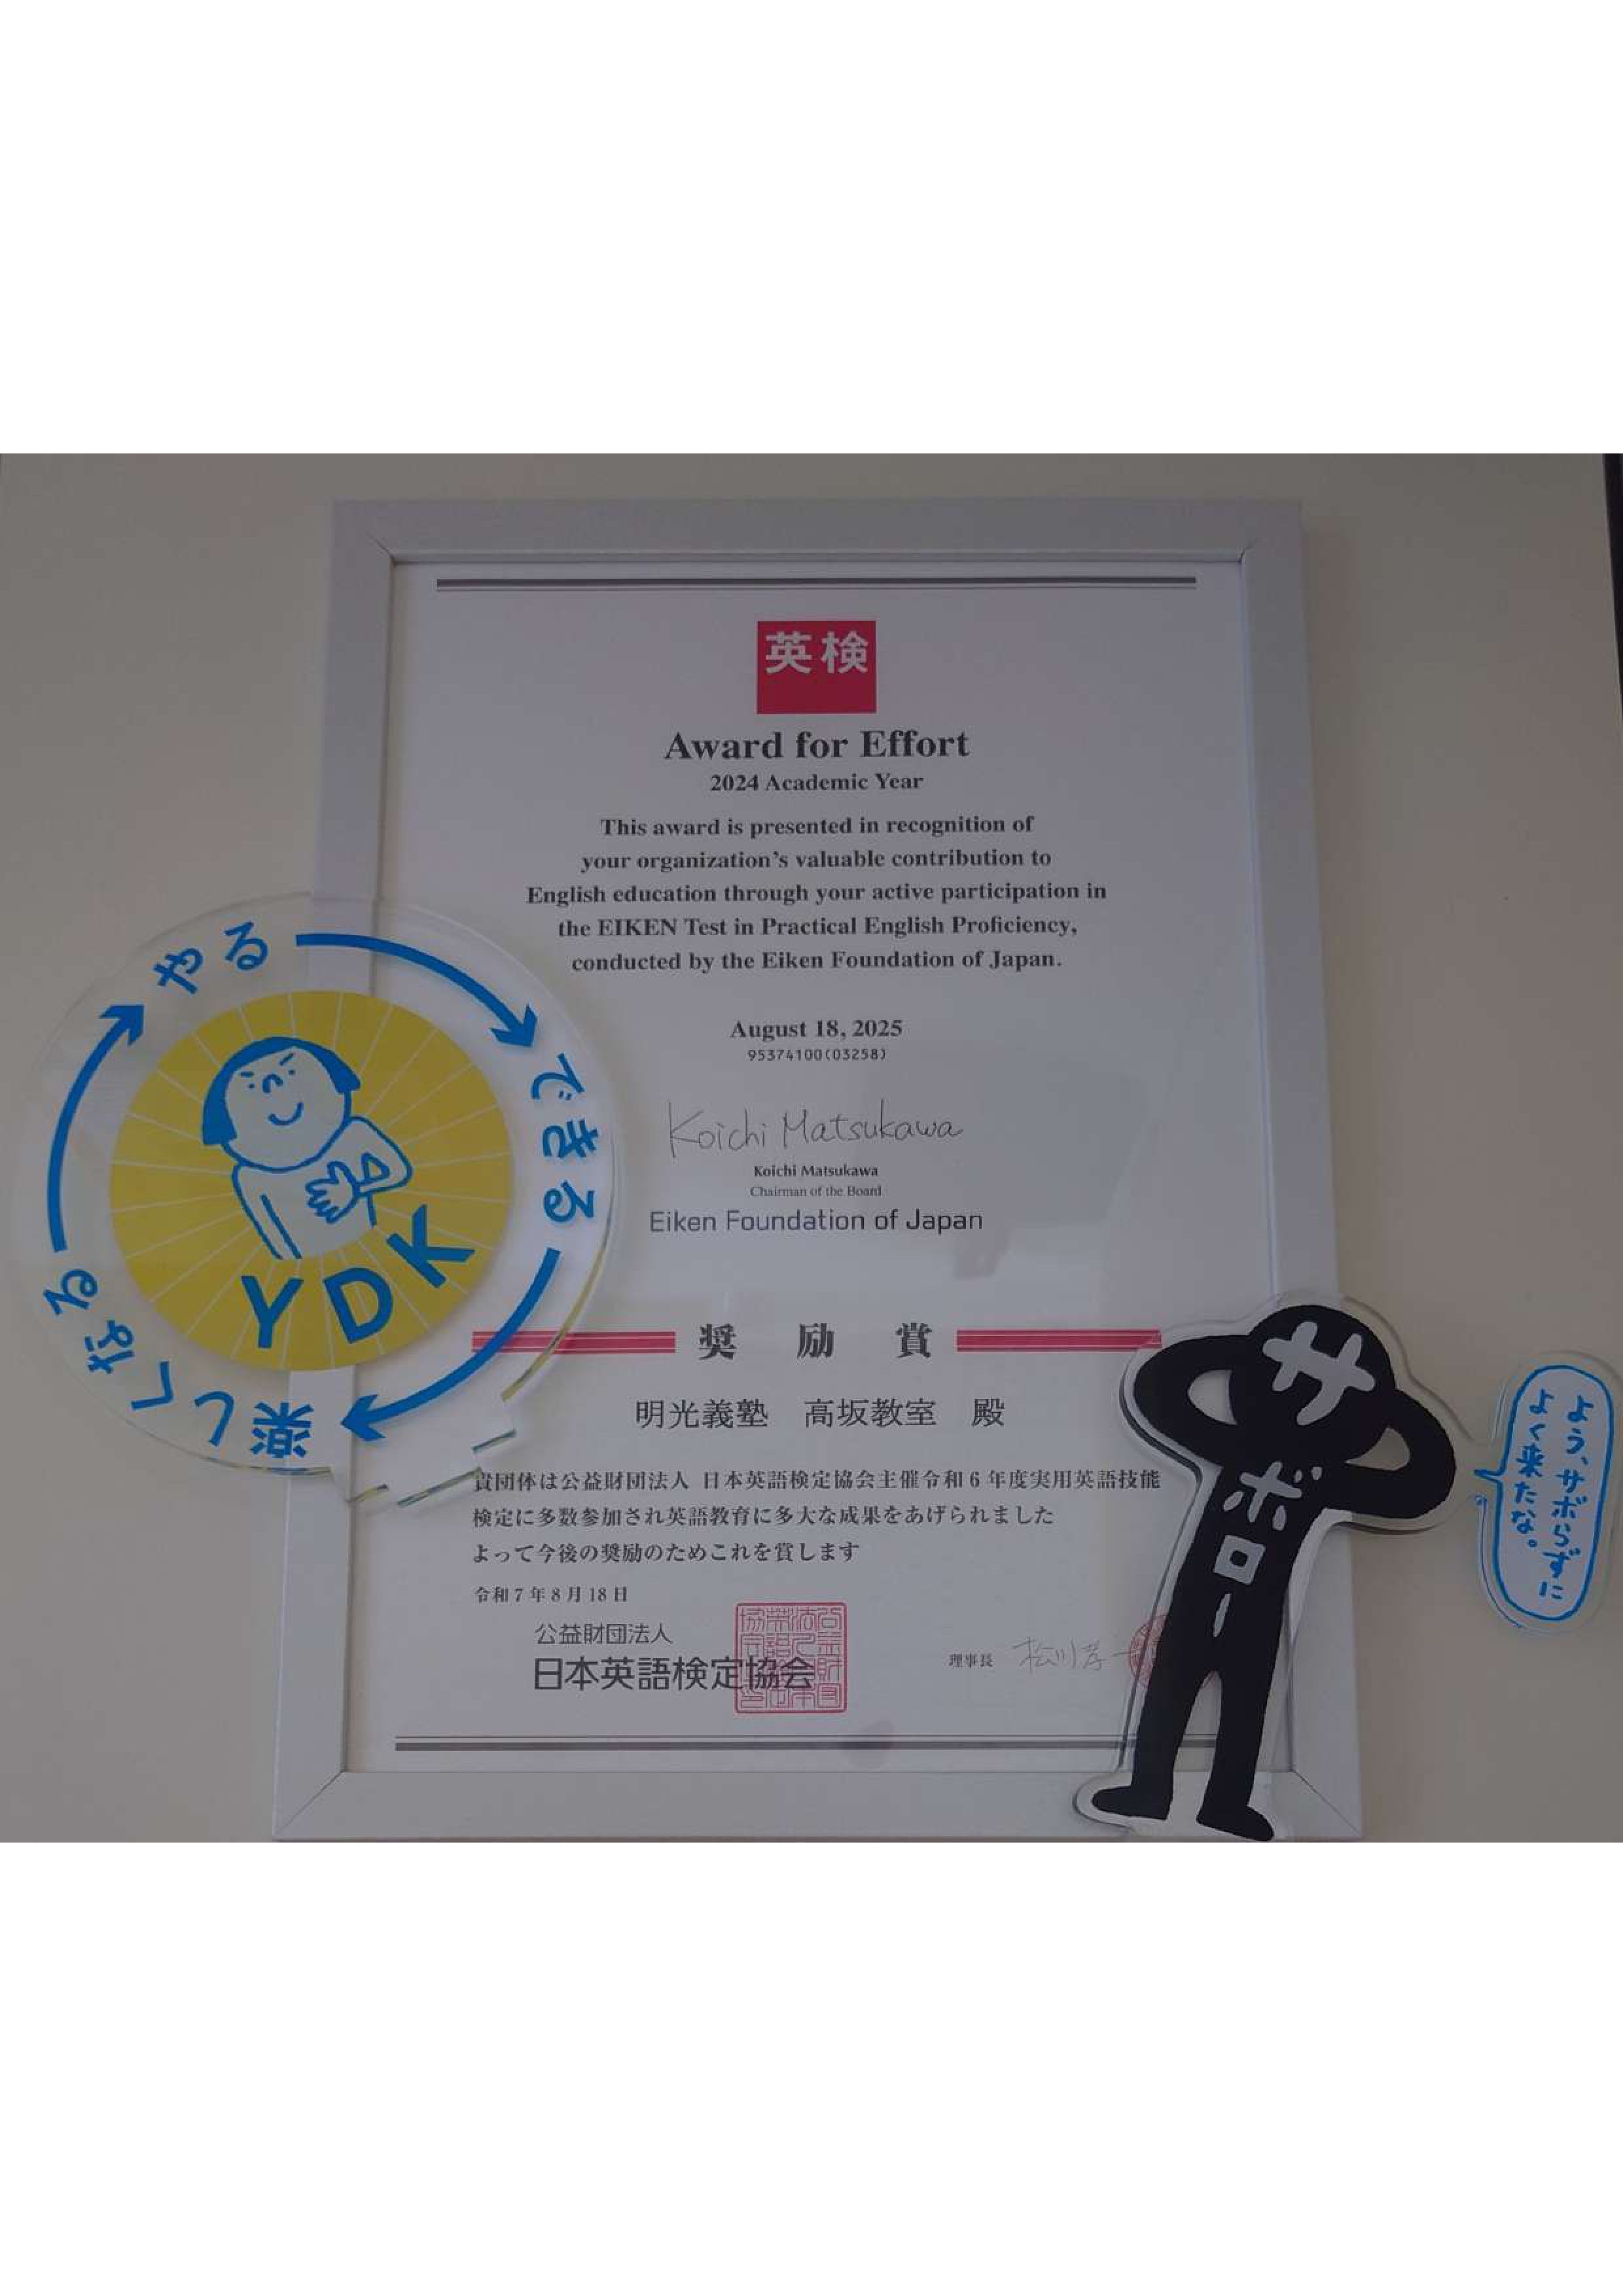 英検
Award for Effort
2024 Academic Year
This award is presented in recognition of
your organization's valuable contribution to
English education through your active participation in
the EIKEN Test in Practical English Proficiency,
conducted by the Eiken Foundation of Japan.
August 18, 2025
95374100(03258)
Koichi Matsukawa
Koichi Matsukawa
Chairman of the Board
Eiken Foundation of Japan
やる
できる
楽しくなる
YDK
奨励賞
明光義塾 高坂教室 殿
貴団体は公益財団法人 日本英語検定協会主催令和6年度実用英語技能
検定に多数参加され英語教育に多大な成果をあげられました
よって今後の奨励のためこれを賞します
令和7年8月18日
公益財団法人
日本英語検定協会
理事長
サボロー
よう、サボらずに
よく来たな。